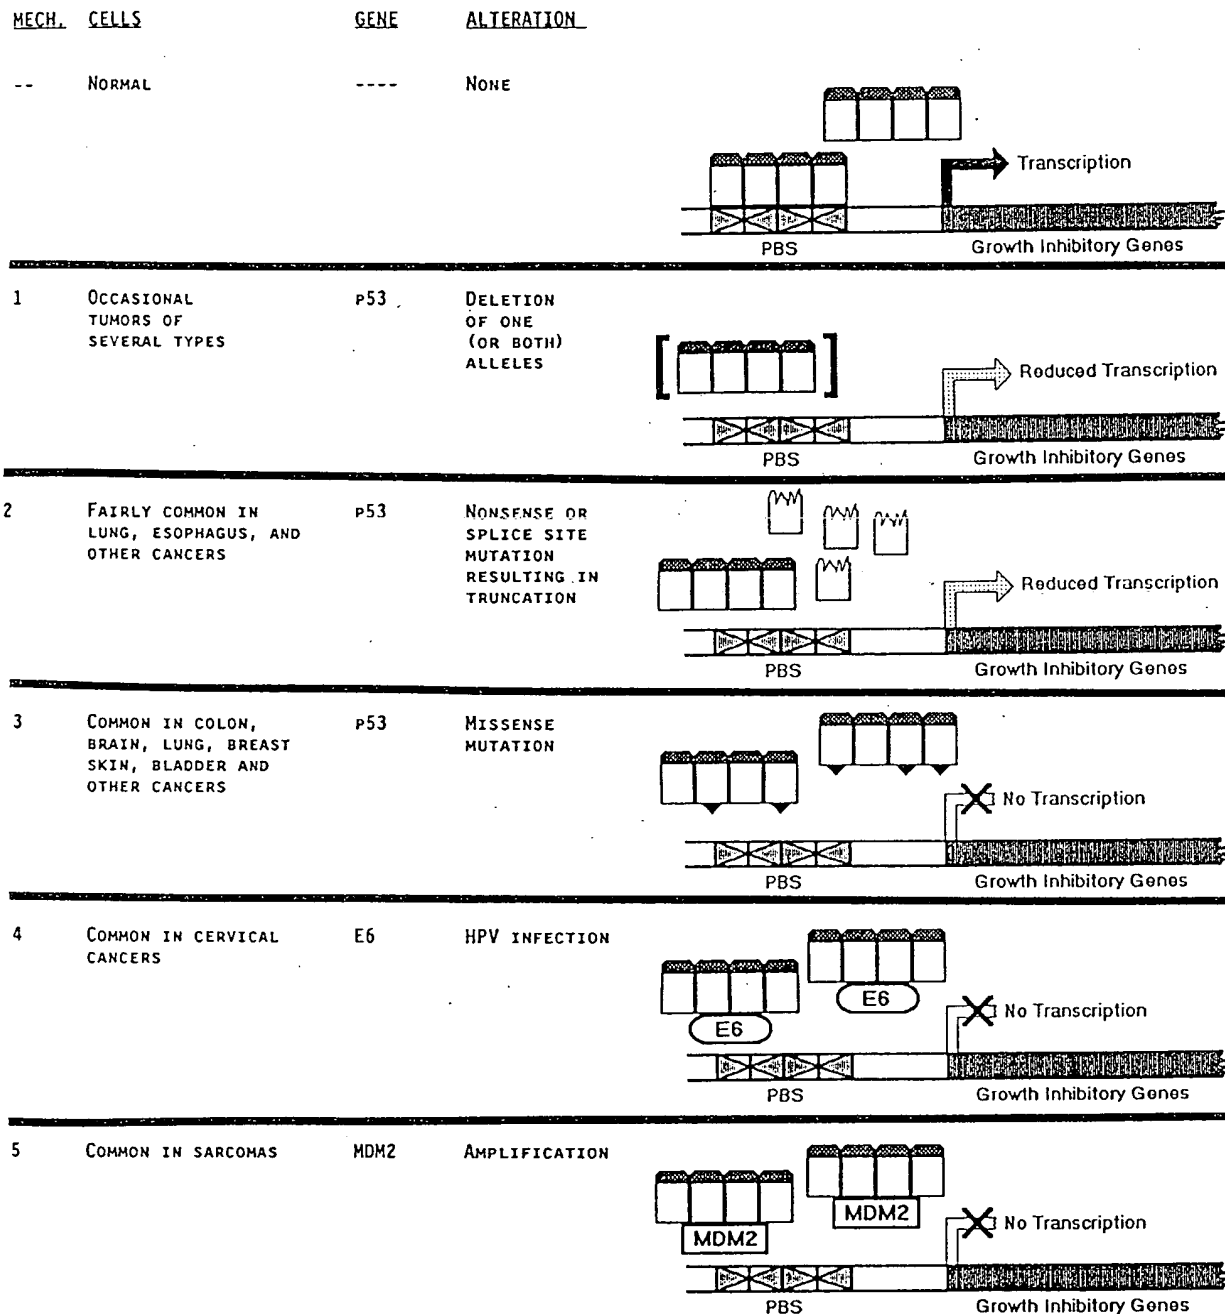 MECH. CELLS GENE ALTERATION
-- NORMAL ---- NONE
Transcription
PBS Growth Inhibitory Genes
1 OCCASIONAL P53 DELETION
TUMORS OF OF ONE
SEVERAL TYPES (OR BOTH)
ALLELES
Reduced Transcription
PBS Growth Inhibitory Genes
2 FAIRLY COMMON IN P53 NONSENSE OR
LUNG, ESOPHAGUS, AND SPLICE SITE
OTHER CANCERS MUTATION
RESULTING IN
TRUNCATION
Reduced Transcription
PBS Growth Inhibitory Genes
3 COMMON IN COLON, P53 MISSENSE
BRAIN, LUNG, BREAST MUTATION
SKIN, BLADDER AND
OTHER CANCERS
No Transcription
PBS Growth Inhibitory Genes
4 COMMON IN CERVICAL E6 HPV INFECTION
CANCERS
E6
E6
No Transcription
PBS Growth Inhibitory Genes
5 COMMON IN SARCOMAS MDM2 AMPLIFICATION
MDM2
MDM2
No Transcription
PBS Growth Inhibitory Genes